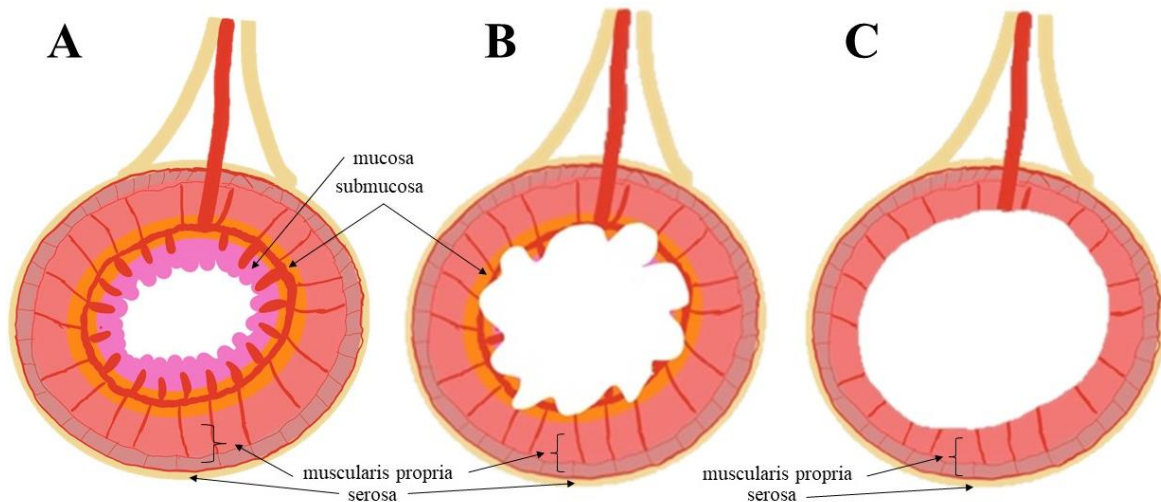 A
B
C
mucosa
submucosa
muscularis propria
serosa
muscularis propria
serosa